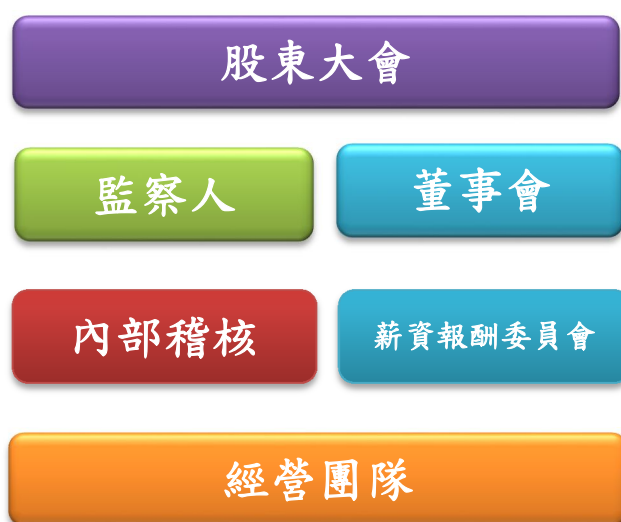 股東大會
監察人
董事會
內部稽核
薪資報酬委員會
經營團隊